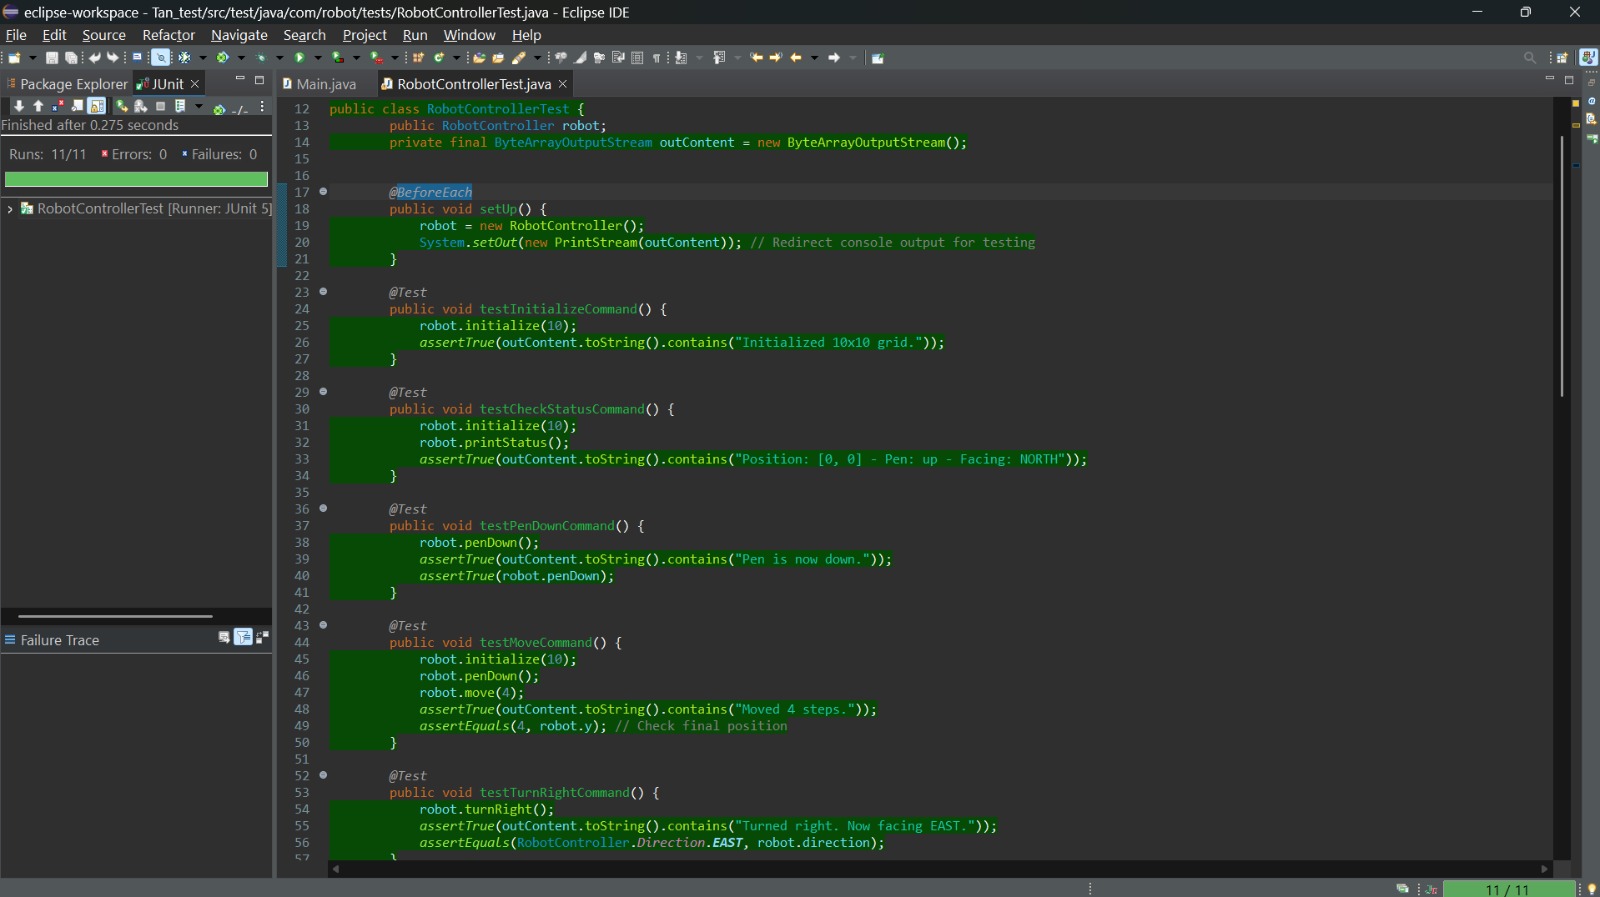 eclipse-workspace - Tan_test/src/test/java/com/robot/tests/RobotControllerTest.java - Eclipse IDE
File Edit Source Refactor Navigate Search Project Run Window Help
Package Explorer JUnit
Main.java RobotControllerTest.java
Finished after 0.275 seconds
Runs: 11/11 Errors: 0 Failures: 0
RobotControllerTest [Runner: JUnit 5]
Failure Trace
12 public class RobotControllerTest {
13 public RobotController robot;
14 private final ByteArrayOutputStream outContent = new ByteArrayOutputStream();
15
16
17 @BeforeEach
18 public void setUp() {
19 robot = new RobotController();
20 System.setOut(new PrintStream(outContent)); // Redirect console output for testing
21 }
22
23 @Test
24 public void testInitializeCommand() {
25 robot.initialize(10);
26 assertTrue(outContent.toString().contains("Initialized 10x10 grid."));
27 }
28
29 @Test
30 public void testCheckStatusCommand() {
31 robot.initialize(10);
32 robot.printStatus();
33 assertTrue(outContent.toString().contains("Position: [0, 0] - Pen: up - Facing: NORTH"));
34 }
35
36 @Test
37 public void testPenDownCommand() {
38 robot.penDown();
39 assertTrue(outContent.toString().contains("Pen is now down."));
40 assertTrue(robot.penDown);
41 }
42
43 @Test
44 public void testMoveCommand() {
45 robot.initialize(10);
46 robot.penDown();
47 robot.move(4);
48 assertTrue(outContent.toString().contains("Moved 4 steps."));
49 assertEquals(4, robot.y); // Check final position
50 }
51
52 @Test
53 public void testTurnRightCommand() {
54 robot.turnRight();
55 assertTrue(outContent.toString().contains("Turned right. Now facing EAST."));
56 assertEquals(RobotController.Direction.EAST, robot.direction);
57 }
11 / 11